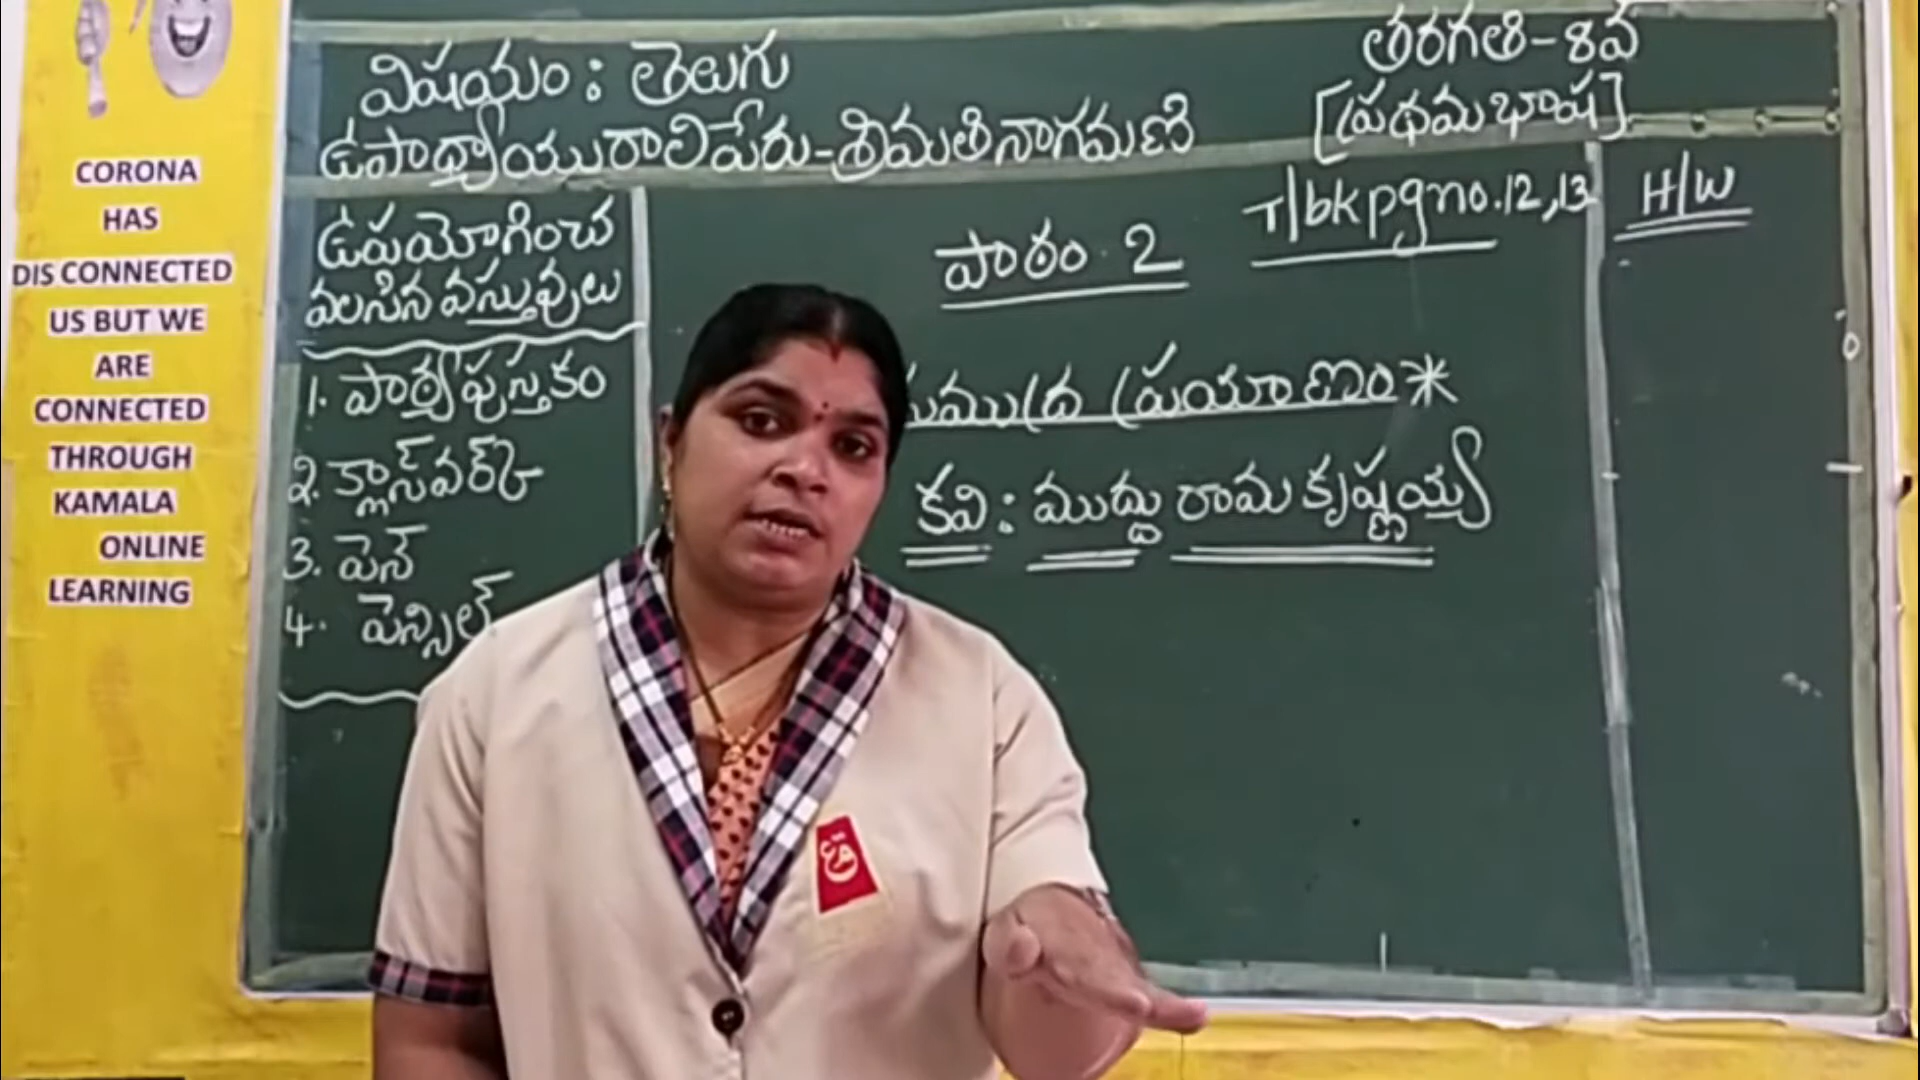 CORONA
HAS
DIS CONNECTED
US BUT WE
ARE
CONNECTED
THROUGH
KAMALA
ONLINE
LEARNING
విషయం : తెలుగు
ఉపాధ్యాయురాలిపేరు-శ్రీమతి నాగమణి
తరగతి-8వ
[ప్రథమ భాష]
ఉపయోగించ
వలసిన వస్తువులు
1. పాఠ్యపుస్తకం
2. క్లాస్ వర్క్
3. పెన్
4. పెన్సిల్
T/bk pg no.12,13
పాఠం 2
సముద్ర ప్రయాణం*
కవి : ముద్దు రామకృష్ణయ్య
H/W